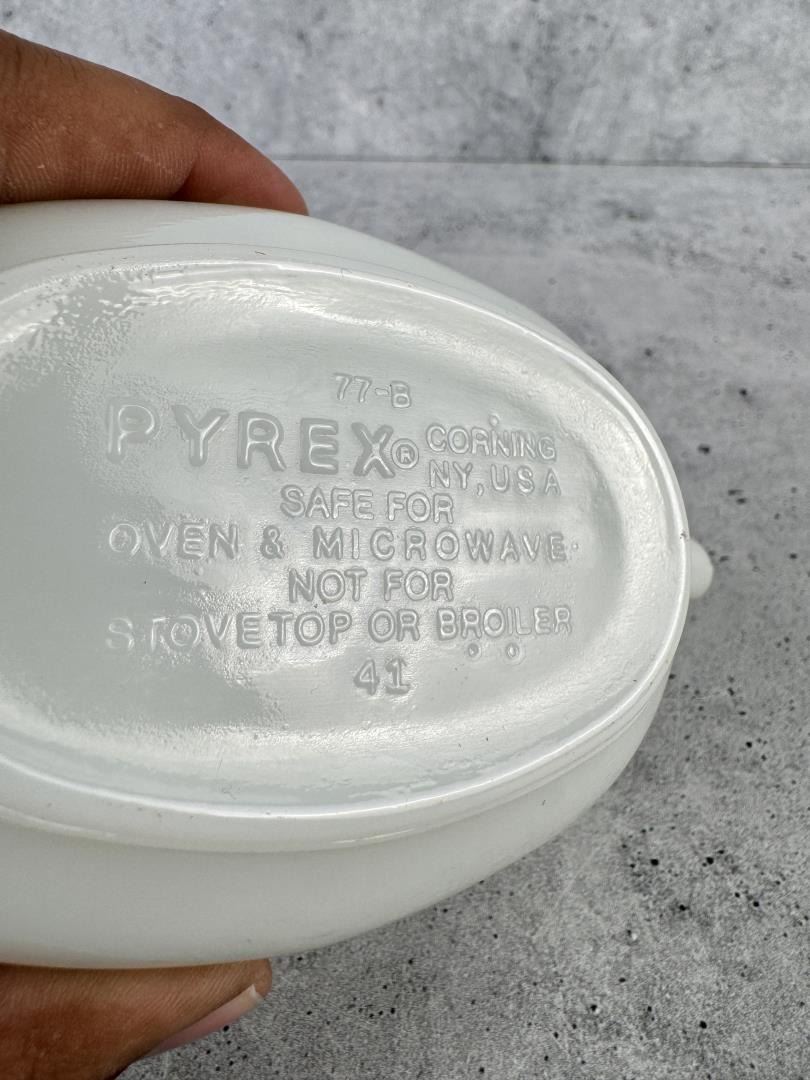 77-B
PYREX® CORNING
NY, USA
SAFE FOR
OVEN & MICROWAVE
NOT FOR
STOVETOP OR BROILER
41